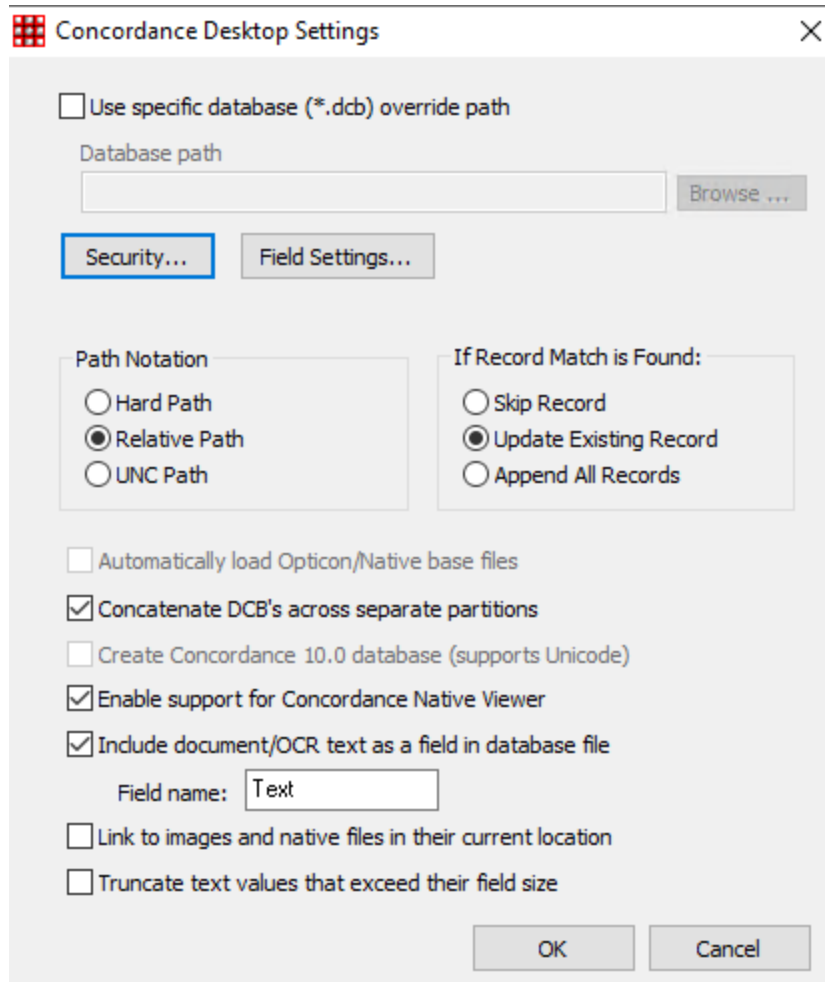 Concordance Desktop Settings
Use specific database (*.dcb) override path
Database path
Browse ...
Security...
Field Settings...
Path Notation
Hard Path
Relative Path
UNC Path
If Record Match is Found:
Skip Record
Update Existing Record
Append All Records
Automatically load Opticon/Native base files
Concatenate DCB's across separate partitions
Create Concordance 10.0 database (supports Unicode)
Enable support for Concordance Native Viewer
Include document/OCR text as a field in database file
Field name: Text
Link to images and native files in their current location
Truncate text values that exceed their field size
OK
Cancel